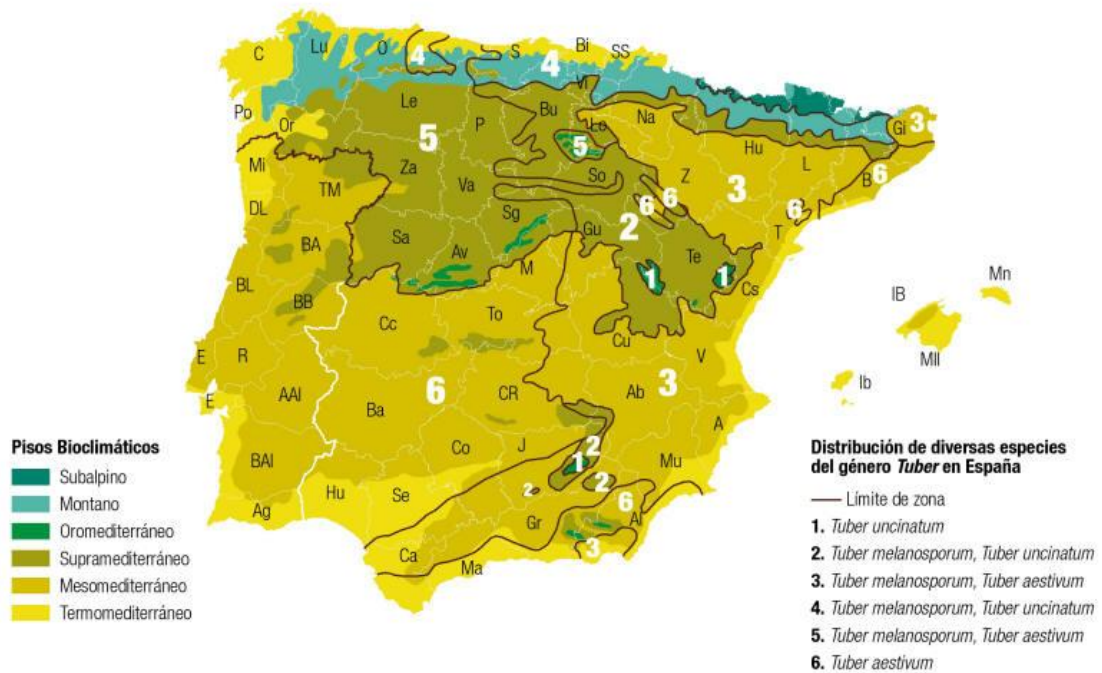 C
Lu
O
4
S
4
Bi
SS
Vi
Po
Or
Le
5
P
Bu
Lo
5
Na
Hu
L
Gi
3
B
6
Mi
TM
Za
Va
So
Z
3
6
6
6
T
DL
BA
Sa
Av
Sg
Gu
2
Te
M
1
1
Cs
BL
BB
Cc
To
Cu
V
IB
Mn
Mll
Ib
E
R
E
AAl
Ba
6
CR
Ab
3
A
BAl
Co
J
2
1
2
2
Mu
Ag
Hu
Se
Gr
6
Al
Ca
Ma
3
Pisos Bioclimáticos
Subalpino
Montano
Oromediterráneo
Supramediterráneo
Mesomediterráneo
Termomediterráneo
Distribución de diversas especies
del género Tuber en España
Límite de zona
1. Tuber uncinatum
2. Tuber melanosporum, Tuber uncinatum
3. Tuber melanosporum, Tuber aestivum
4. Tuber melanosporum, Tuber uncinatum
5. Tuber melanosporum, Tuber aestivum
6. Tuber aestivum